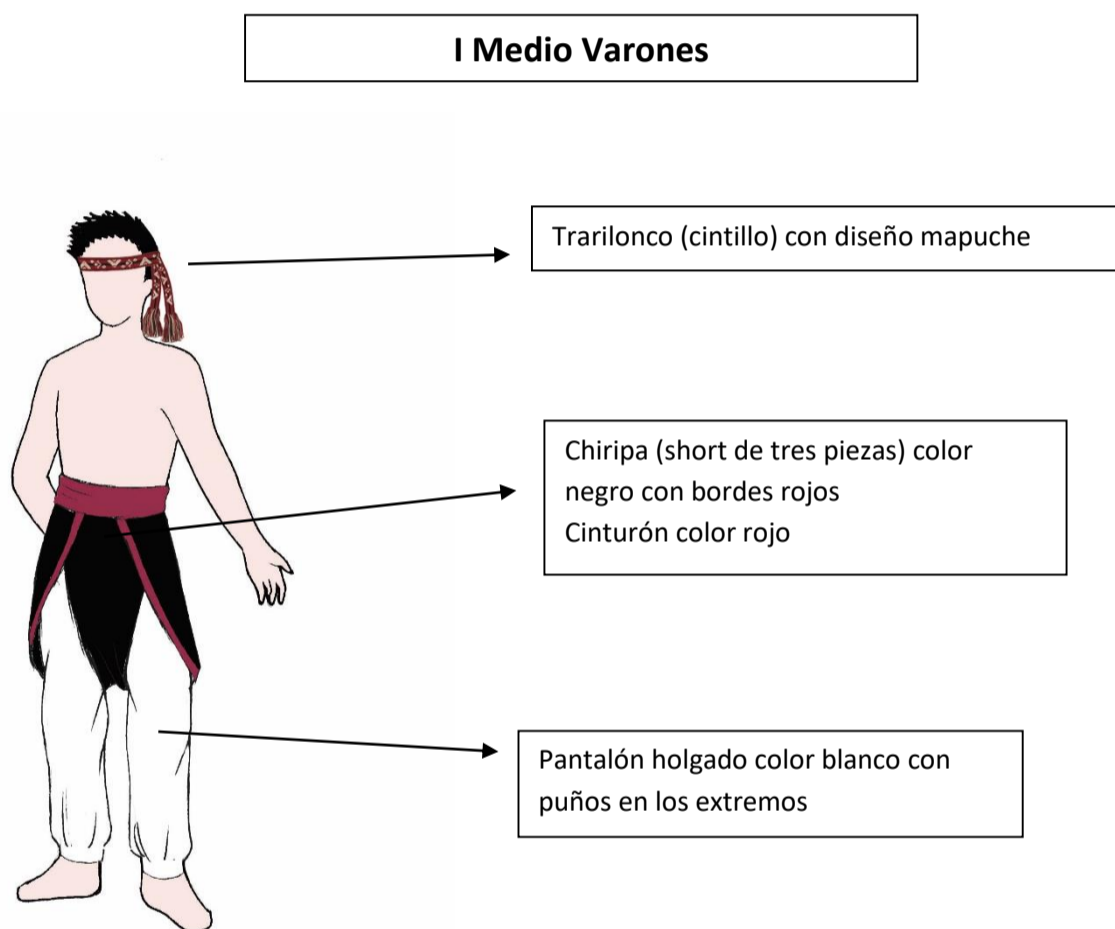 I Medio Varones
Trarilonco (cintillo) con diseño mapuche
Chiripa (short de tres piezas) color
negro con bordes rojos
Cinturón color rojo
Pantalón holgado color blanco con
puños en los extremos